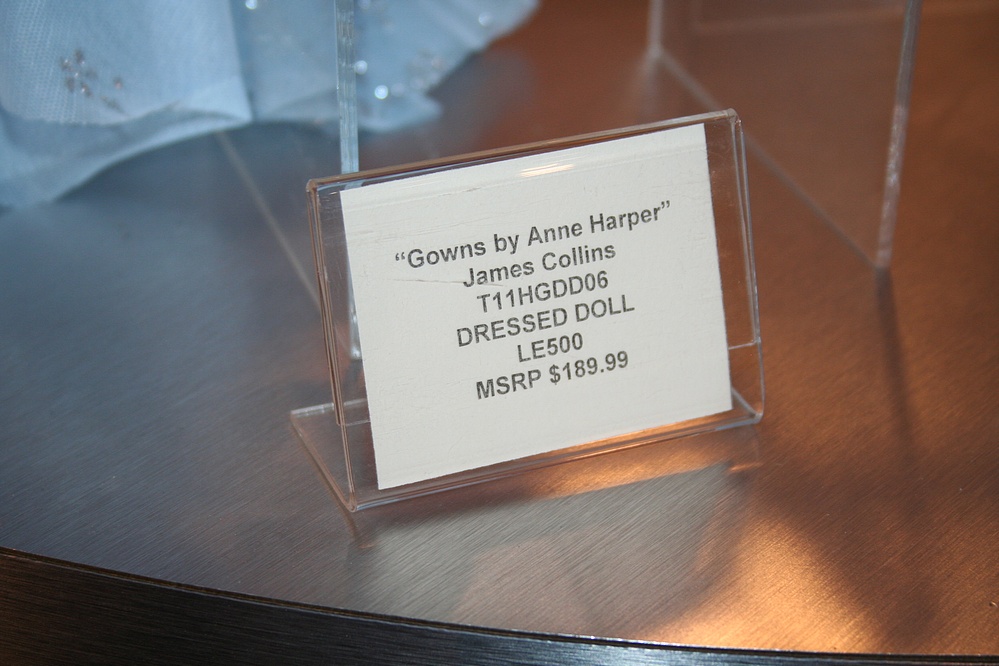 “Gowns by Anne Harper”
James Collins
T11HGDD06
DRESSED DOLL
LE500
MSRP $189.99